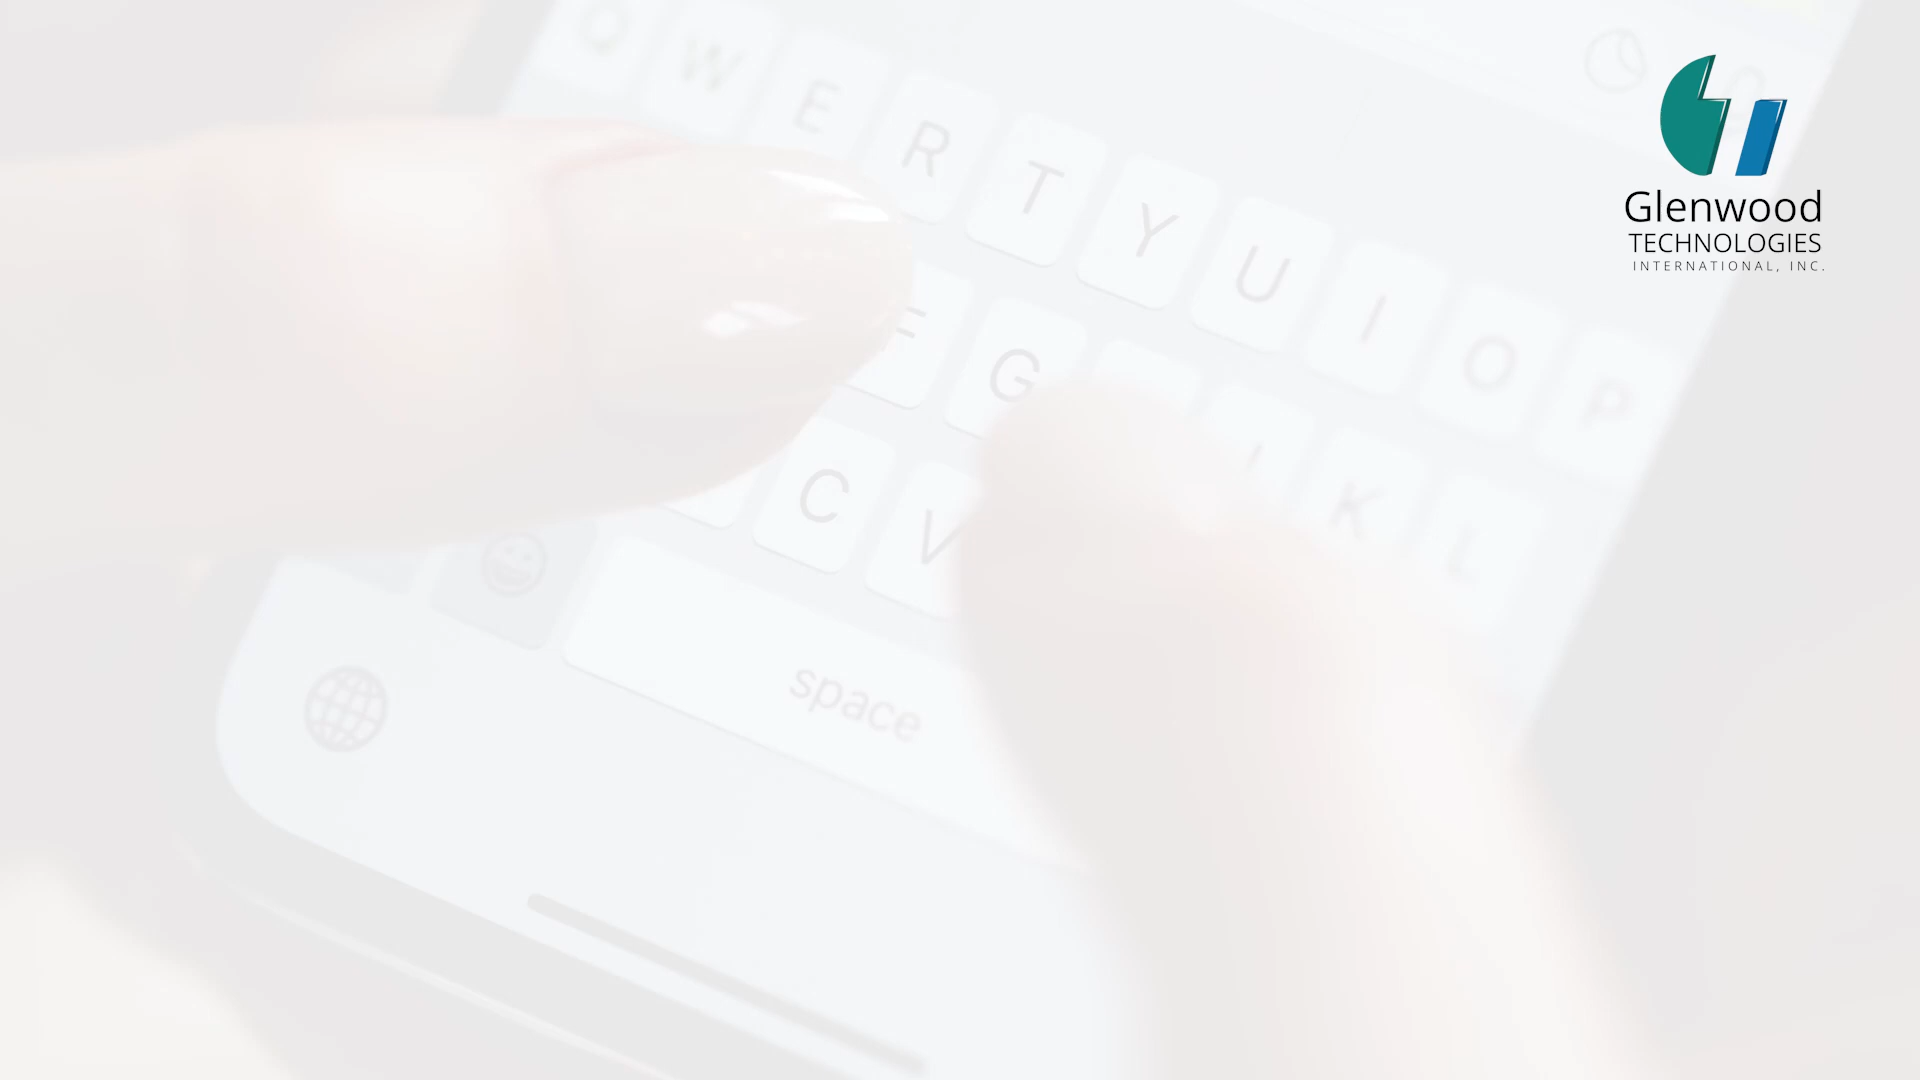 Q W E R T Y U I O P
F G J K L
C V
space
Glenwood
TECHNOLOGIES
INTERNATIONAL, INC.